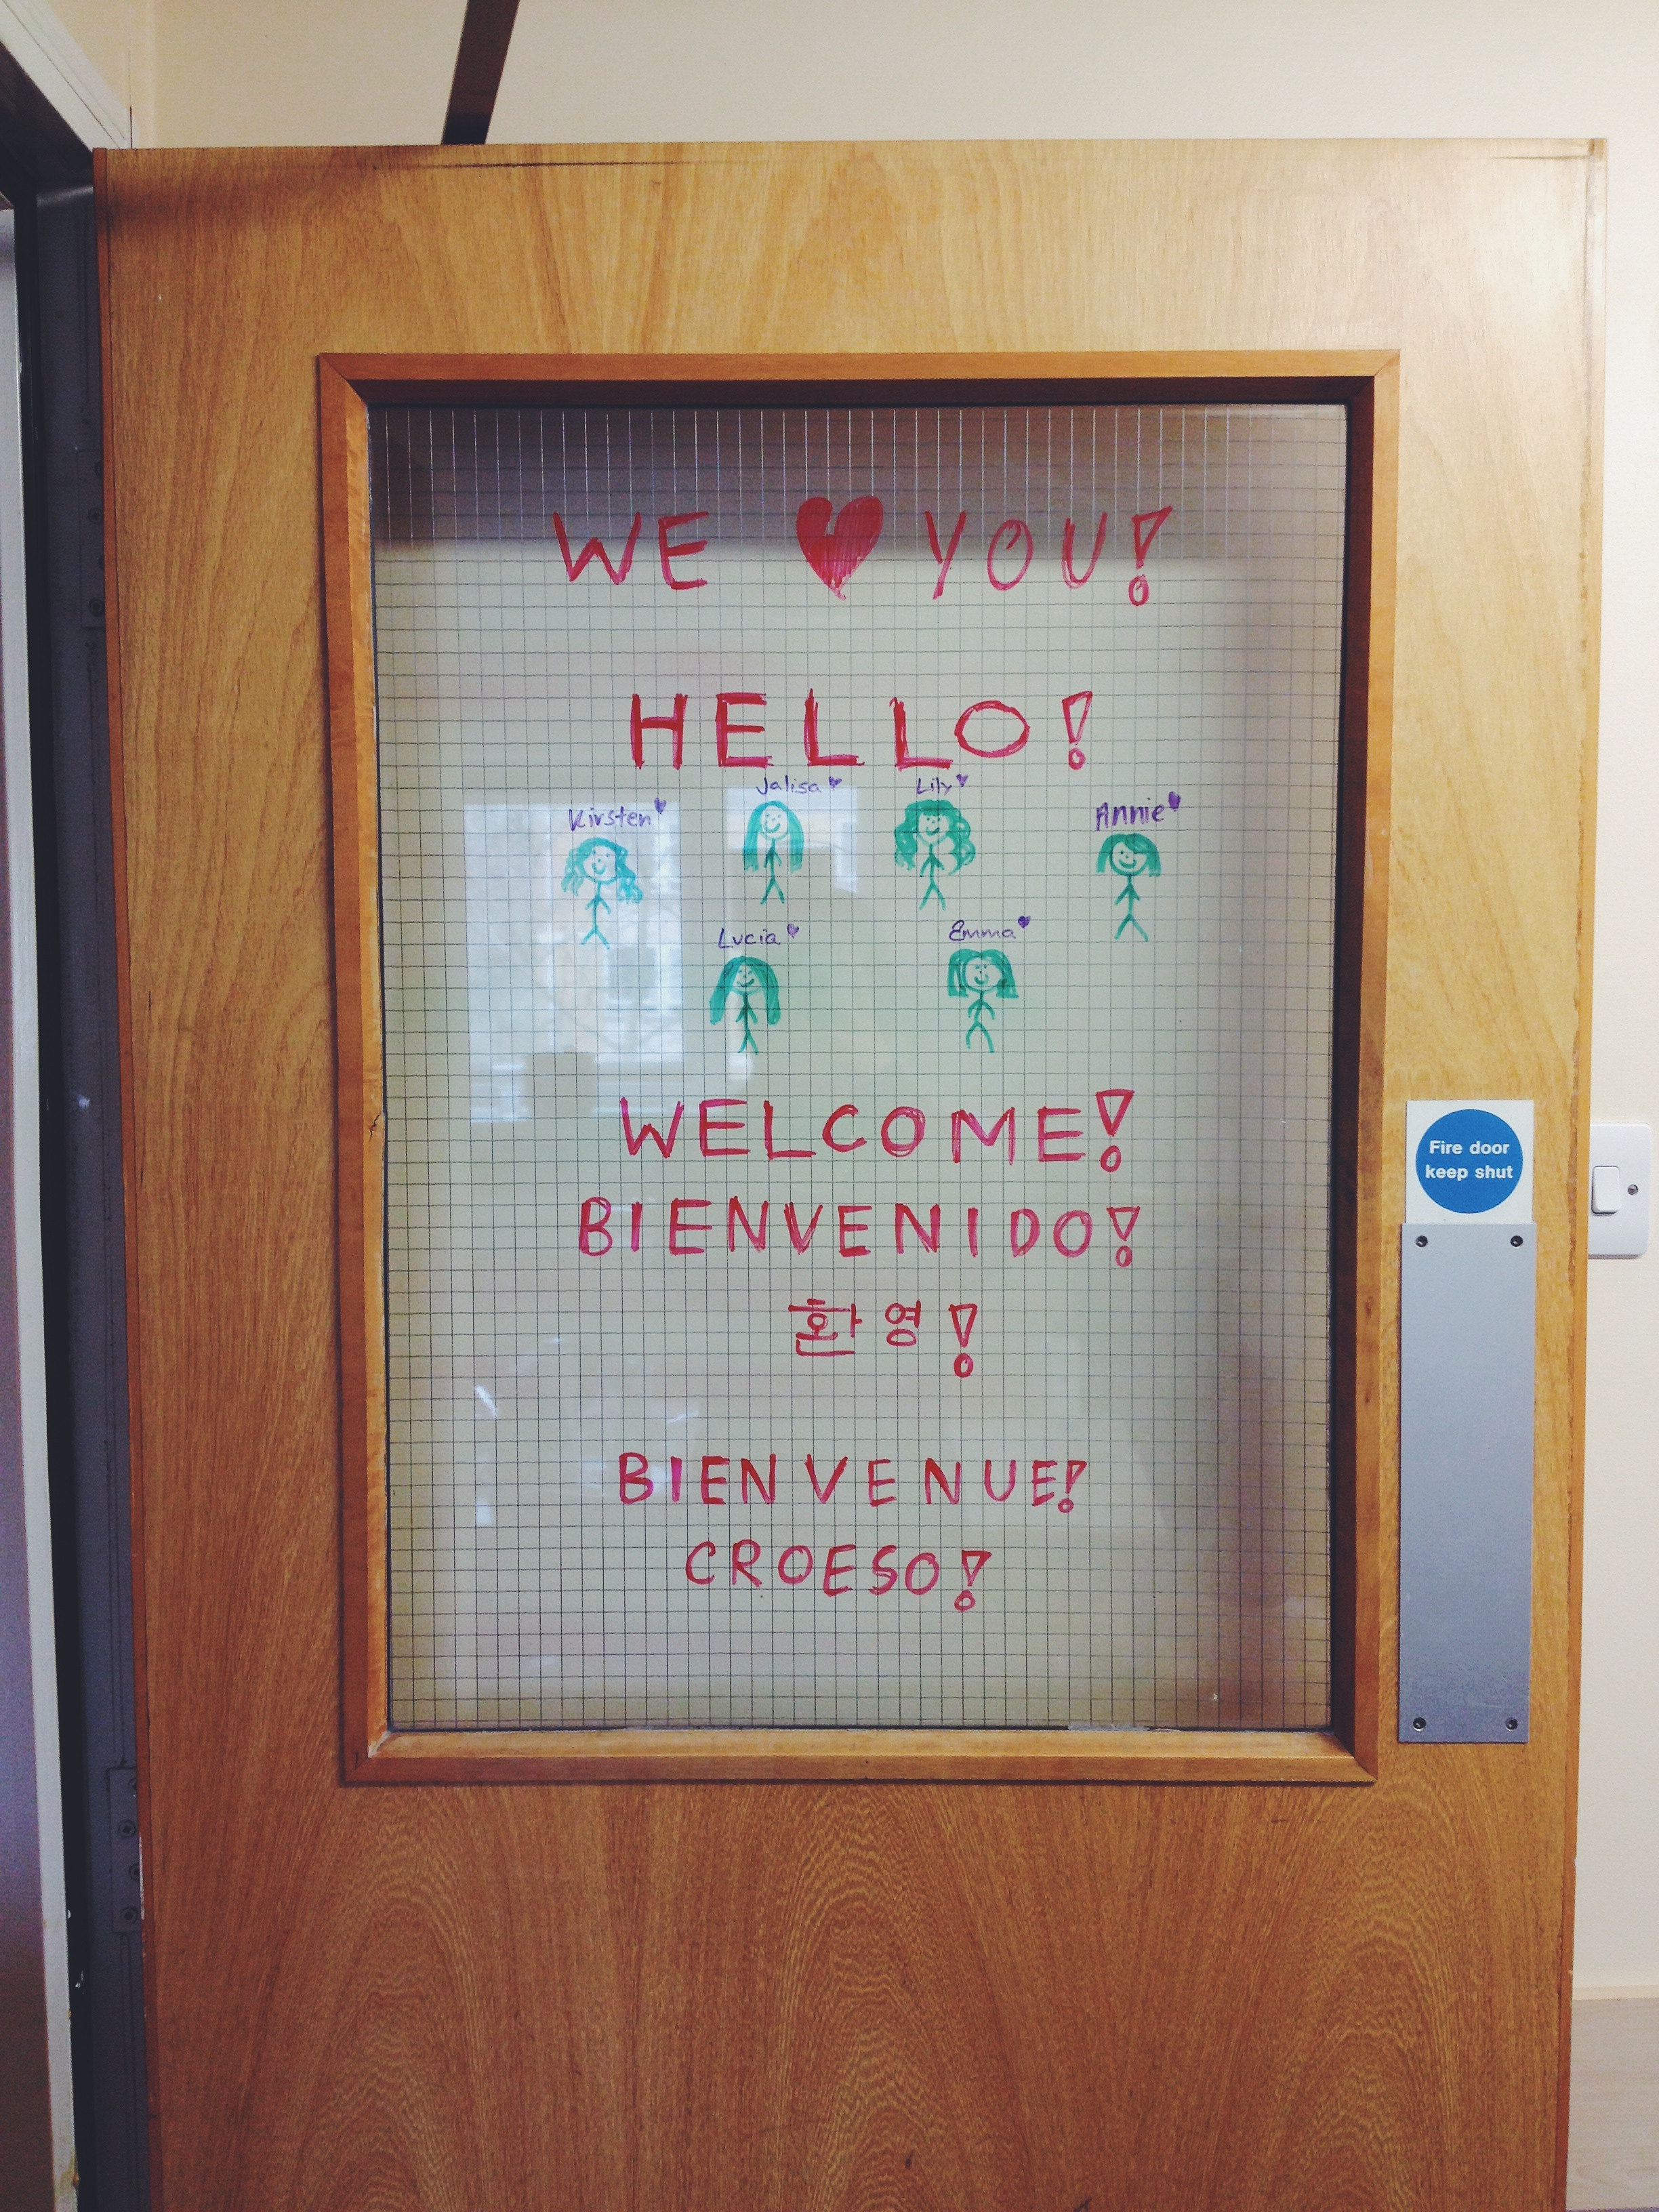 WE ♥ YOU!
HELLO!
Kirsten Jalisa Lily Annie
Lucia Emma
WELCOME!
BIENVENIDO!
환영!
BIENVENUE!
CROESO!
Fire door
keep shut